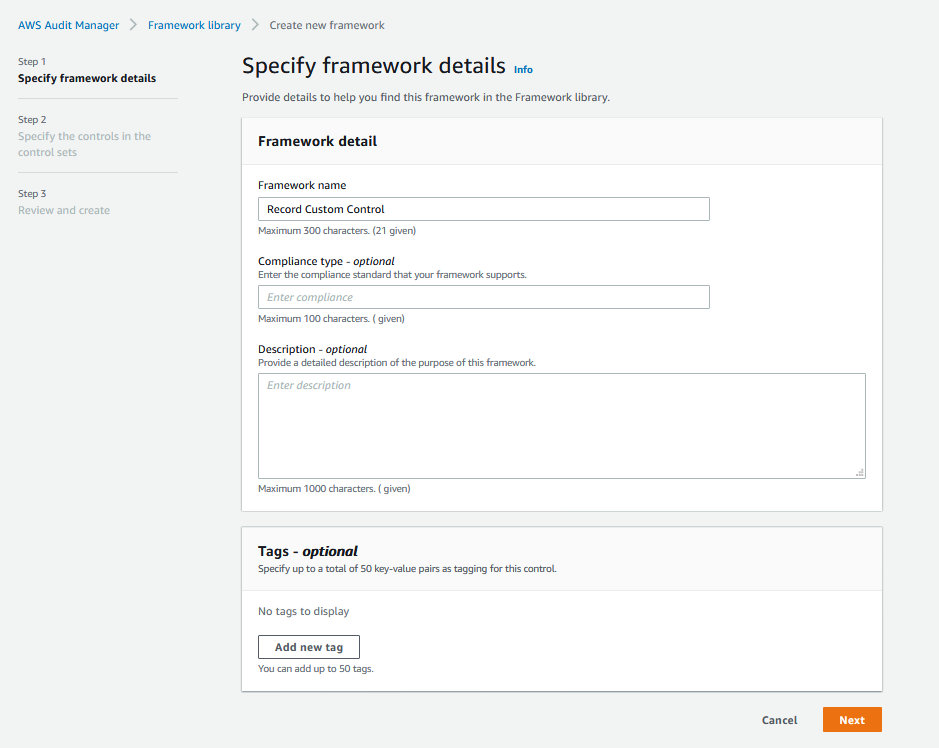 AWS Audit Manager > Framework library > Create new framework
Step 1
Specify framework details
Step 2
Specify the controls in the
control sets
Step 3
Review and create
Specify framework details Info
Provide details to help you find this framework in the Framework library.
Framework detail
Framework name
Record Custom Control
Maximum 300 characters. (21 given)
Compliance type - optional
Enter the compliance standard that your framework supports.
Enter compliance
Maximum 100 characters. ( given)
Description - optional
Provide a detailed description of the purpose of this framework.
Enter description
Maximum 1000 characters. ( given)
Tags - optional
Specify up to a total of 50 key-value pairs as tagging for this control.
No tags to display
Add new tag
You can add up to 50 tags.
Cancel Next